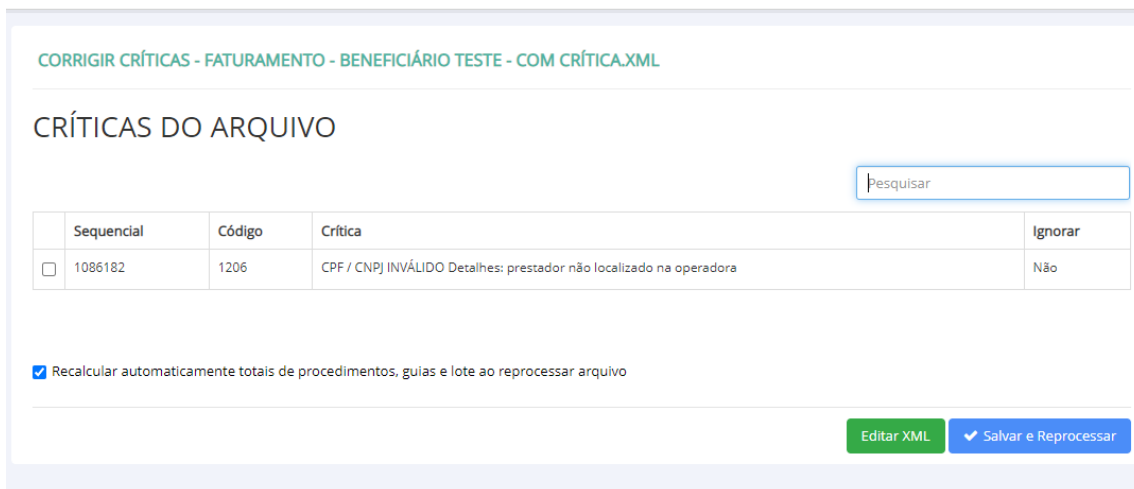 CORRIGIR CRÍTICAS - FATURAMENTO - BENEFICIÁRIO TESTE - COM CRÍTICA.XML
CRÍTICAS DO ARQUIVO
Pesquisar
Sequencial Código Crítica Ignorar
1086182 1206 CPF / CNPJ INVÁLIDO Detalhes: prestador não localizado na operadora Não
Recalcular automaticamente totais de procedimentos, guias e lote ao reprocessar arquivo
Editar XML Salvar e Reprocessar